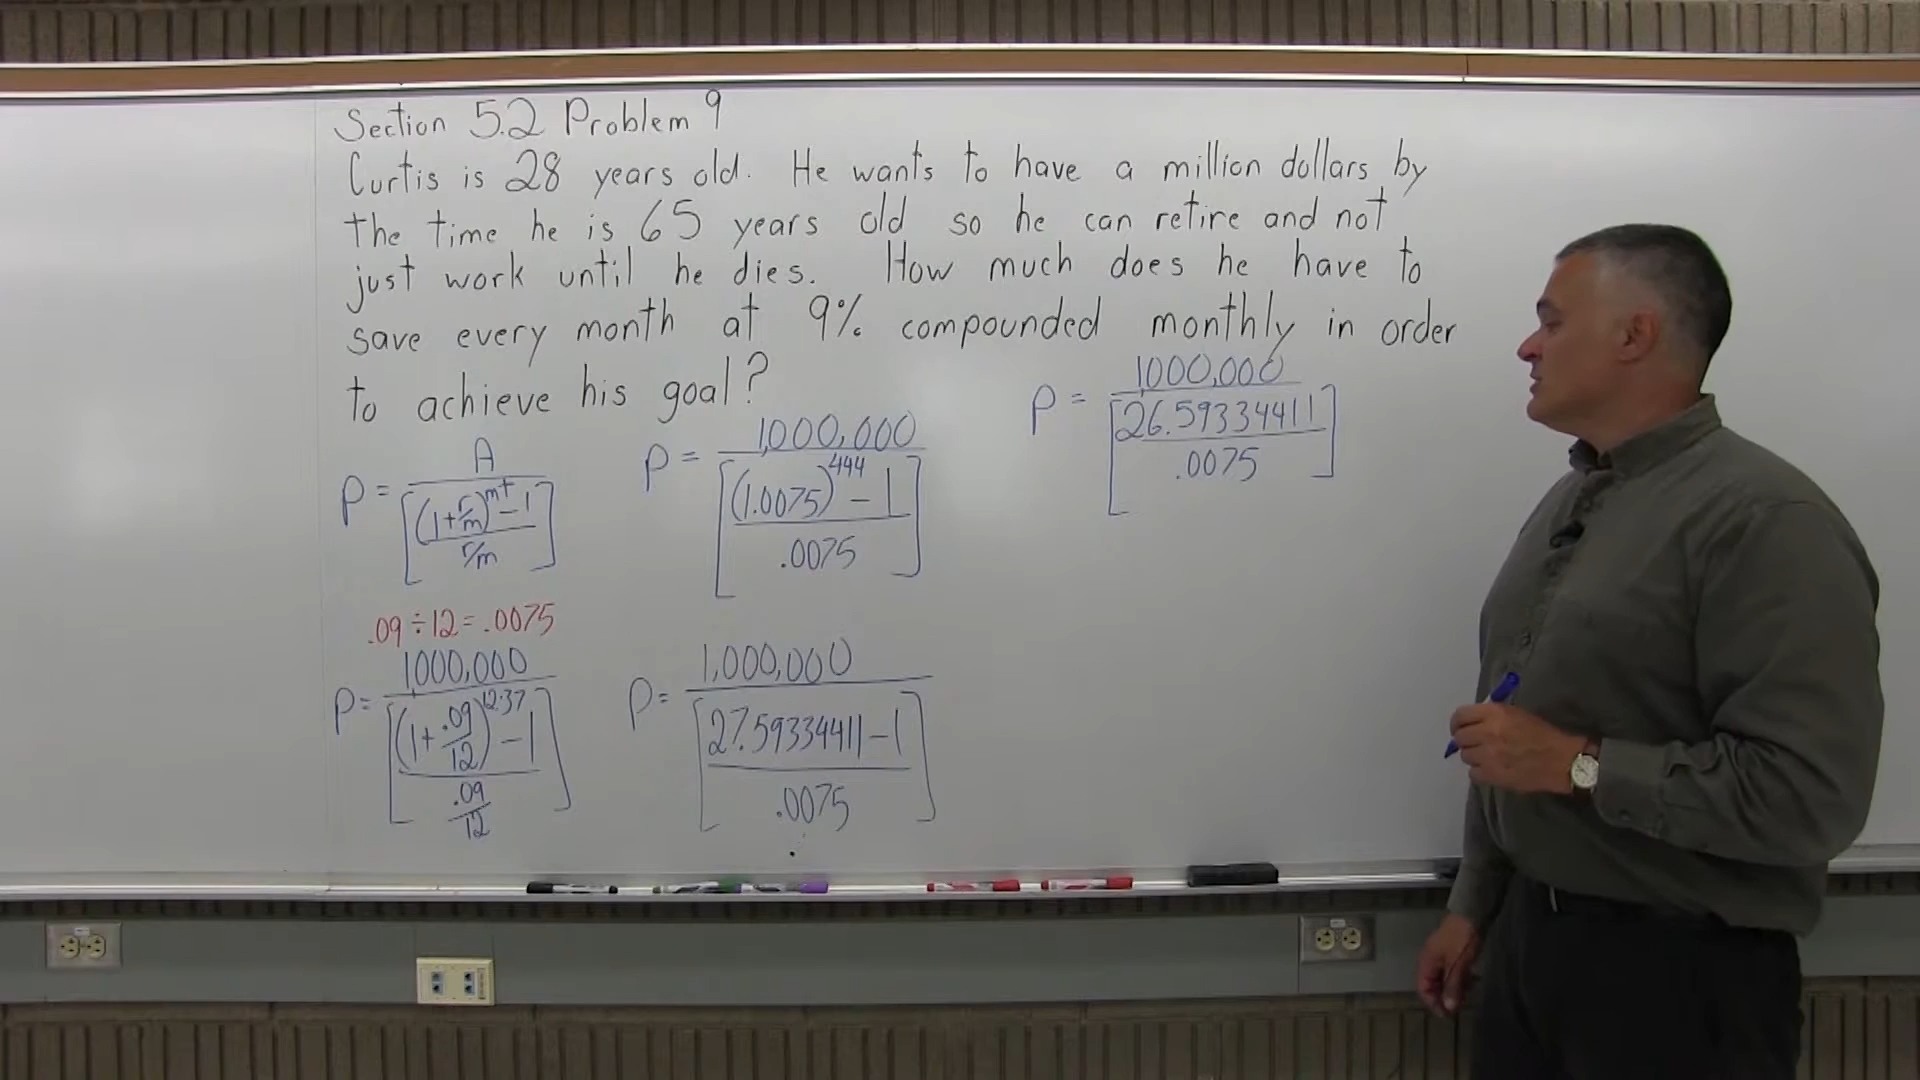 Section 5.2 Problem 9
Curtis is 28 years old. He wants to have a million dollars by
the time he is 65 years old so he can retire and not
just work until he dies. How much does he have to
save every month at 9% compounded monthly in order
to achieve his goal?
P = A / [((1 + r/m)^mt - 1) / (r/m)]
.09 ÷ 12 = .0075
P = 1,000,000 / [((1 + .09/12)^12·37 - 1) / (.09/12)]
P = 1,000,000 / [((1.0075)^444 - 1) / .0075]
P = 1,000,000 / [(27.59334411 - 1) / .0075]
P = 1,000,000 / [26.59334411 / .0075]